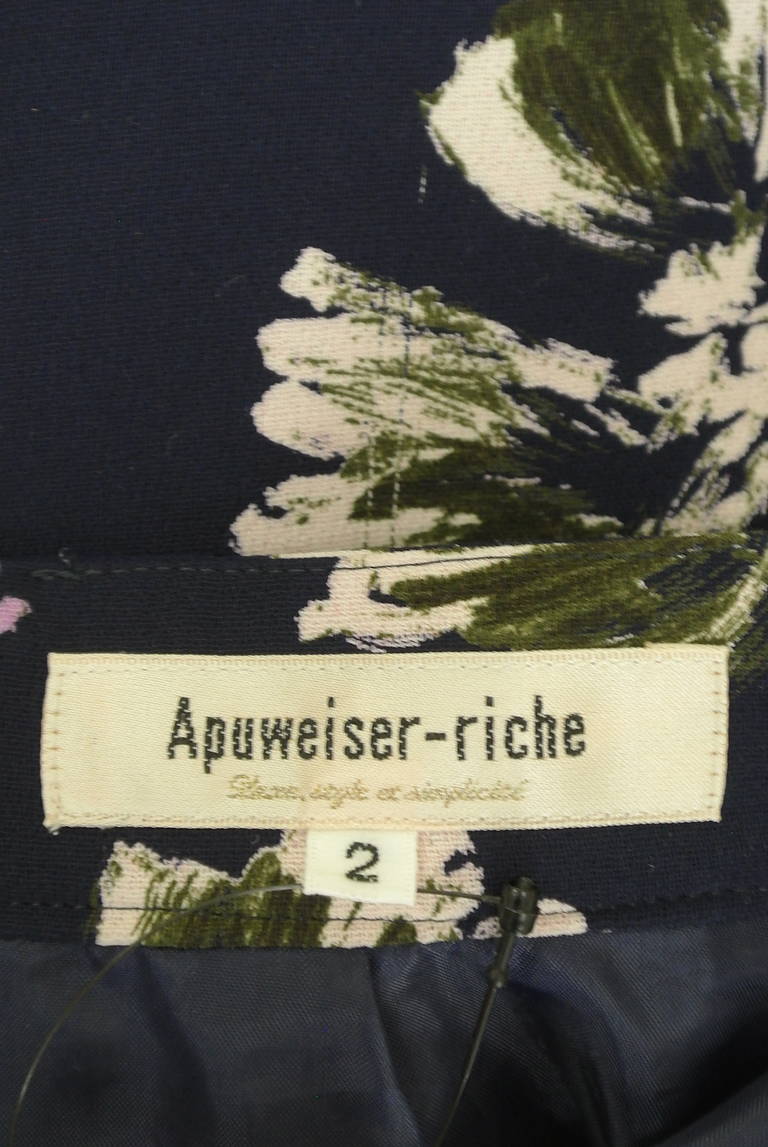 Apuweiser-riche
Luxe, style et simplicité
2